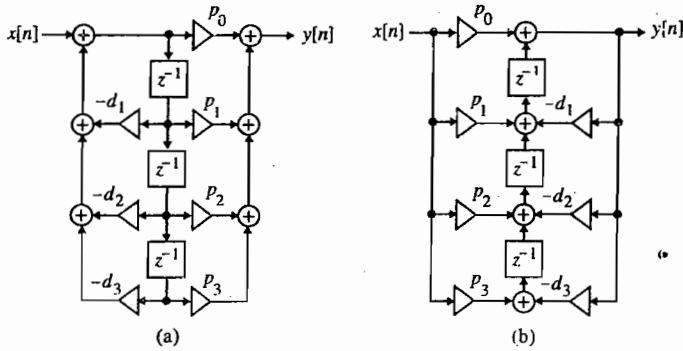 x[n] p₀ y[n] x[n] p₀ y[n]
z⁻¹ z⁻¹
-d₁ p₁ p₁ -d₁
z⁻¹ z⁻¹
-d₂ p₂ p₂ -d₂
z⁻¹ z⁻¹
-d₃ p₃ p₃ -d₃
(a) (b)